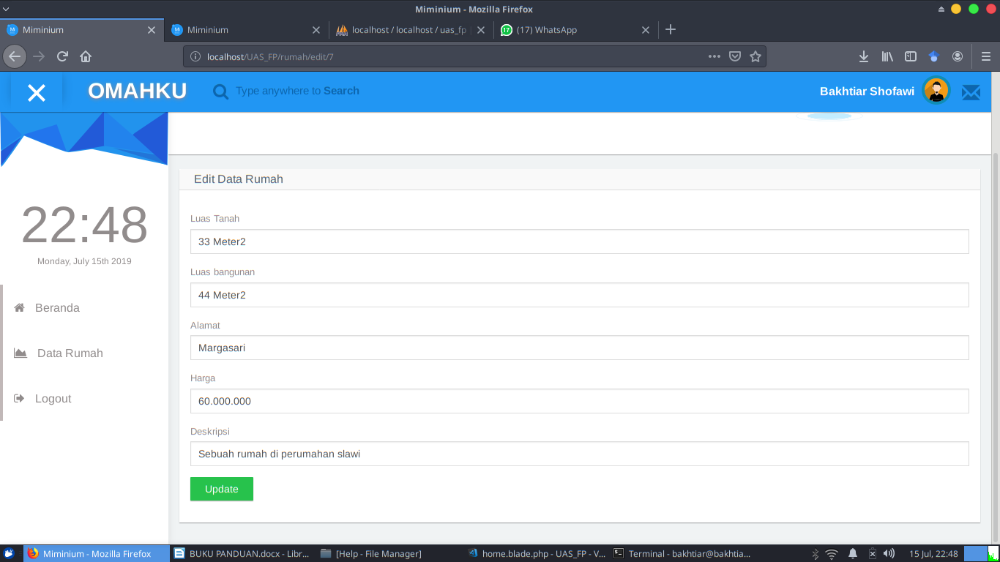 Miminium - Mozilla Firefox
Miminium
Miminium
localhost / localhost / uas_fp
17
(17) WhatsApp
localhost/UAS_FP/rumah/edit/7
OMAHKU
Type anywhere to Search
Bakhtiar Shofawi
22:48
Monday, July 15th 2019
Beranda
Data Rumah
Logout
Edit Data Rumah
Luas Tanah
33 Meter2
Luas bangunan
44 Meter2
Alamat
Margasari
Harga
60.000.000
Deskripsi
Sebuah rumah di perumahan slawi
Update
Miminium - Mozilla Firefox
BUKU PANDUAN.docx - Libr...
[Help - File Manager]
home.blade.php - UAS_FP - V...
Terminal - bakhtiar@bakhtia...
15 Jul, 22:48